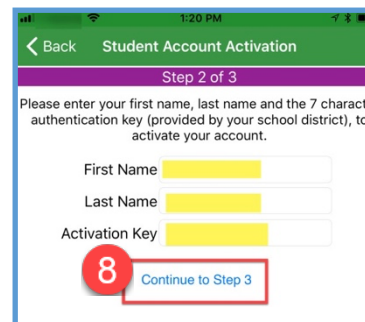 1:20 PM
Back Student Account Activation
Step 2 of 3
Please enter your first name, last name and the 7 charact
authentication key (provided by your school district), to
activate your account.
First Name
Last Name
Activation Key
8 Continue to Step 3